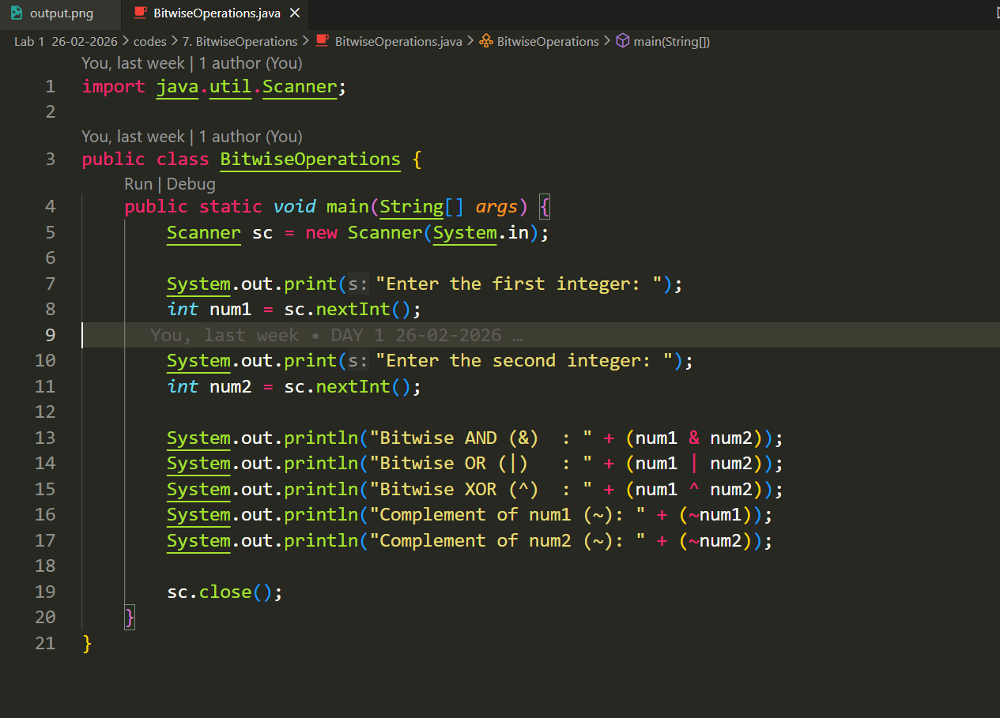 output.png BitwiseOperations.java
Lab 1 26-02-2026 > codes > 7. BitwiseOperations > BitwiseOperations.java > BitwiseOperations > main(String[])
You, last week | 1 author (You)
1 import java.util.Scanner;
2
You, last week | 1 author (You)
3 public class BitwiseOperations {
Run | Debug
4 public static void main(String[] args) {
5 Scanner sc = new Scanner(System.in);
6
7 System.out.print(s: "Enter the first integer: ");
8 int num1 = sc.nextInt();
9 You, last week • DAY 1 26-02-2026 …
10 System.out.print(s: "Enter the second integer: ");
11 int num2 = sc.nextInt();
12
13 System.out.println("Bitwise AND (&)  : " + (num1 & num2));
14 System.out.println("Bitwise OR (|)   : " + (num1 | num2));
15 System.out.println("Bitwise XOR (^)  : " + (num1 ^ num2));
16 System.out.println("Complement of num1 (~): " + (~num1));
17 System.out.println("Complement of num2 (~): " + (~num2));
18
19 sc.close();
20 }
21 }